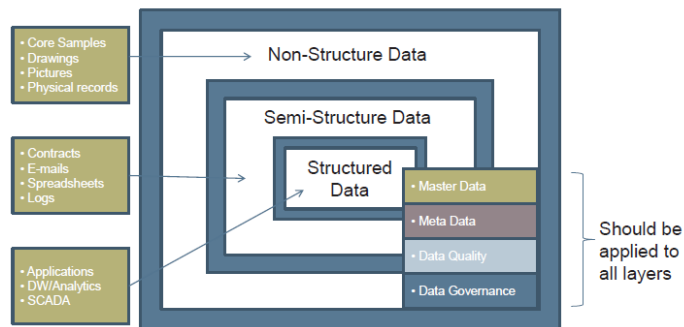 • Core Samples
• Drawings
• Pictures
• Physical records
Non-Structure Data
• Contracts
• E-mails
• Spreadsheets
• Logs
Semi-Structure Data
Structured
Data
• Applications
• DW/Analytics
• SCADA
• Master Data
• Meta Data
• Data Quality
• Data Governance
Should be
applied to
all layers